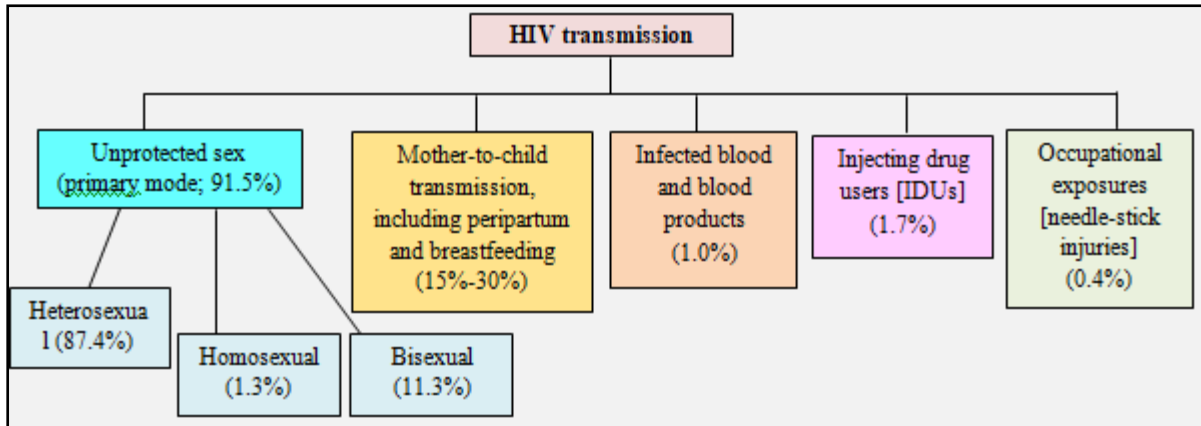 HIV transmission
Unprotected sex
(primary mode; 91.5%)
Mother-to-child
transmission,
including peripartum
and breastfeeding
(15%-30%)
Infected blood
and blood
products
(1.0%)
Injecting drug
users [IDUs]
(1.7%)
Occupational
exposures
[needle-stick
injuries]
(0.4%)
Heterosexua
l (87.4%)
Homosexual
(1.3%)
Bisexual
(11.3%)